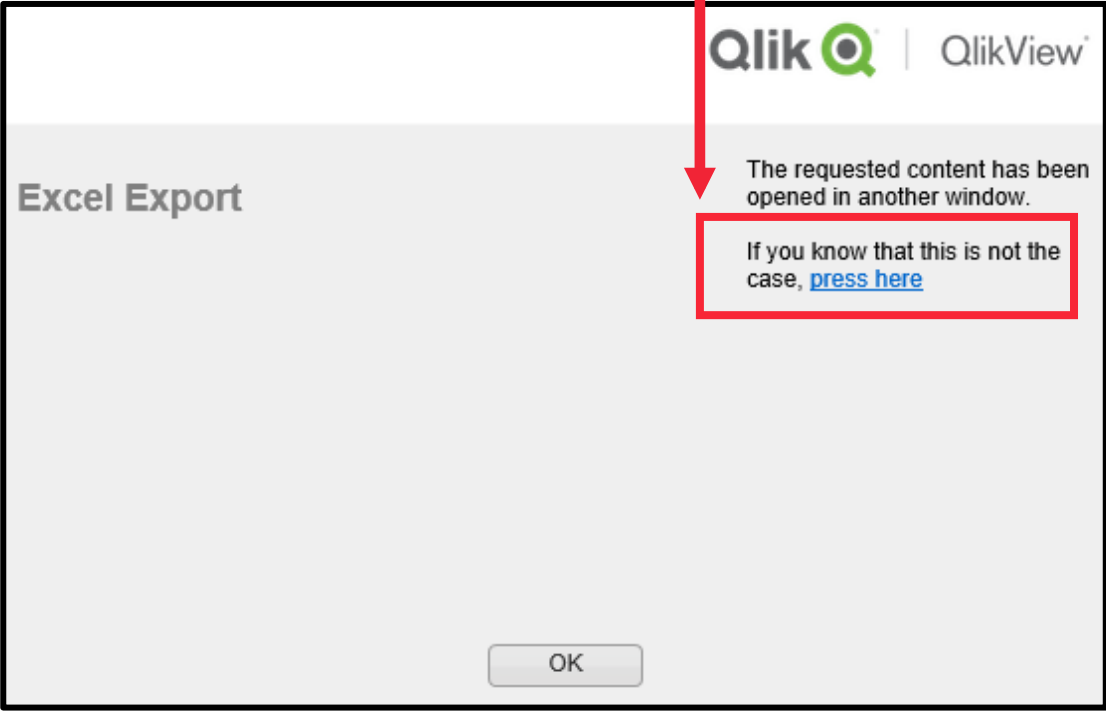 Qlik QlikView
Excel Export
The requested content has been
opened in another window.
If you know that this is not the
case, press here
OK